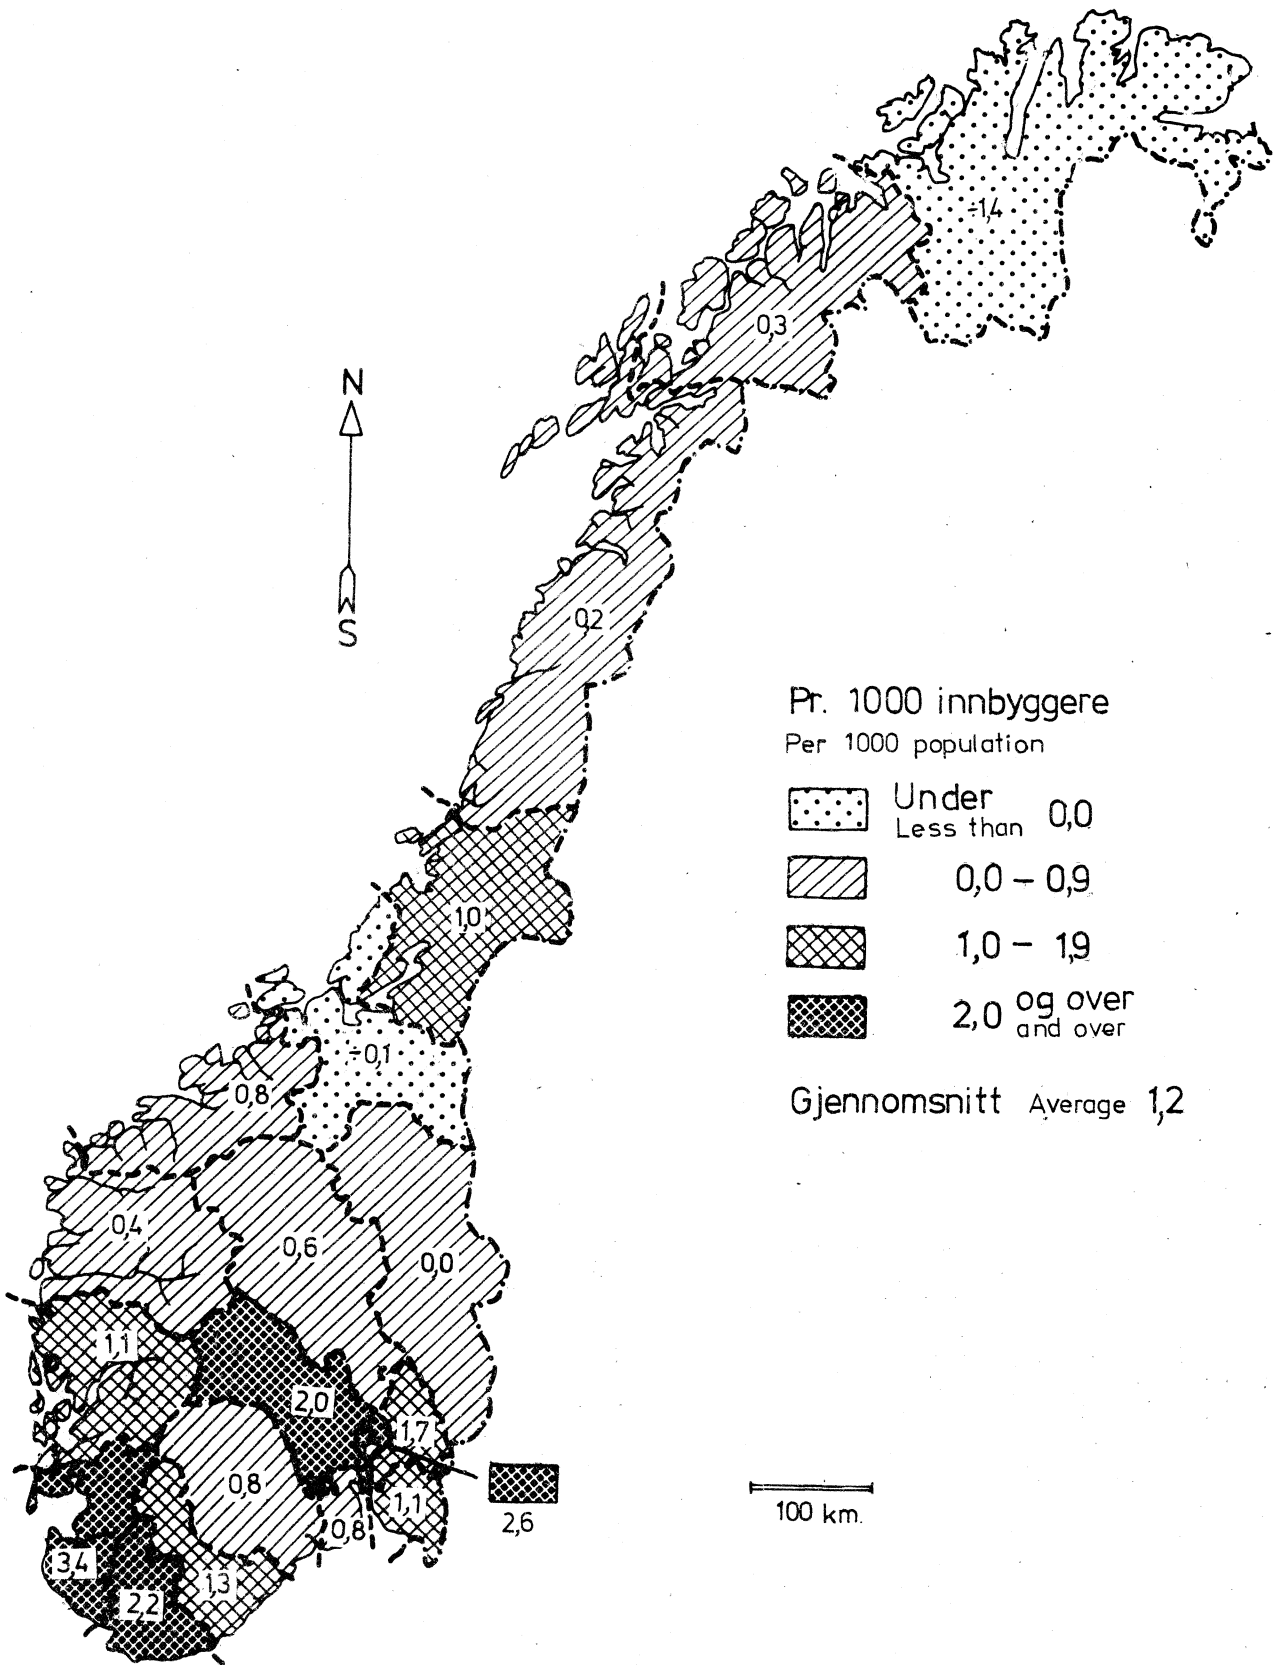 ÷1,4
0,3
N
S
0,2
Pr. 1000 innbyggere
Per 1000 population
Under
Less than 0,0
0,0 – 0,9
1,0 – 1,9
2,0 og over
and over
Gjennomsnitt Average 1,2
1,0
÷0,1
0,8
0,4
0,6
0,0
1,1
2,0
1,7
0,8
1,1
0,8
2,6
100 km.
3,4
1,3
2,2